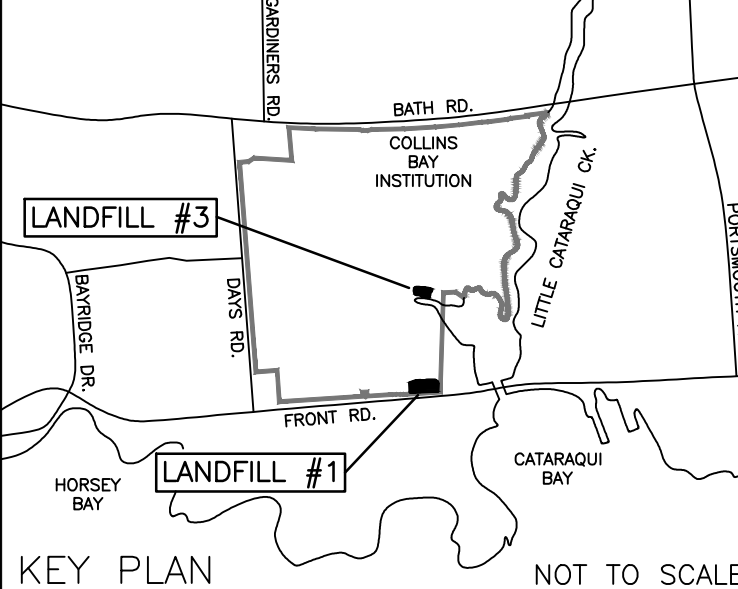 GARDINERS RD.
BATH RD.
COLLINS
BAY
INSTITUTION
LITTLE CATARAQUI CK.
LANDFILL #3
BAYRIDGE DR.
DAYS RD.
FRONT RD.
LANDFILL #1
HORSEY
BAY
CATARAQUI
BAY
KEY PLAN
NOT TO SCALE